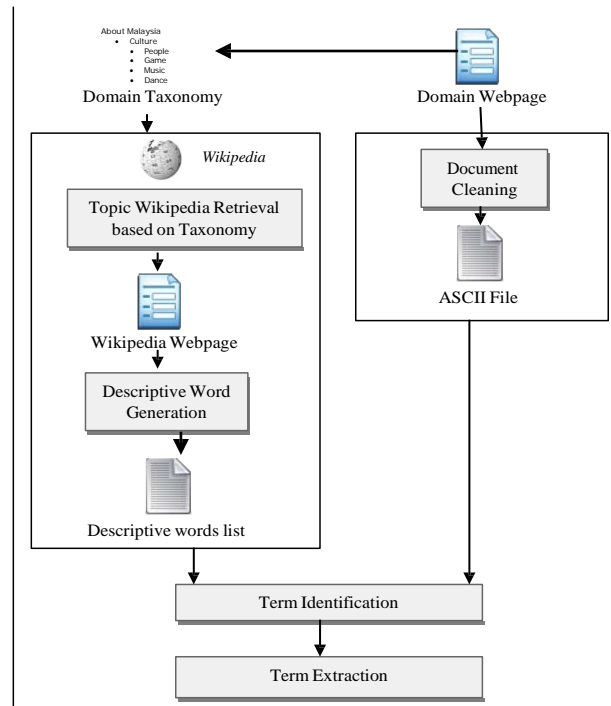 About Malaysia
• Culture
• People
• Game
• Music
• Dance
Domain Taxonomy
Domain Webpage
Wikipedia
Topic Wikipedia Retrieval
based on Taxonomy
Wikipedia Webpage
Descriptive Word
Generation
Descriptive words list
Document
Cleaning
ASCII File
Term Identification
Term Extraction